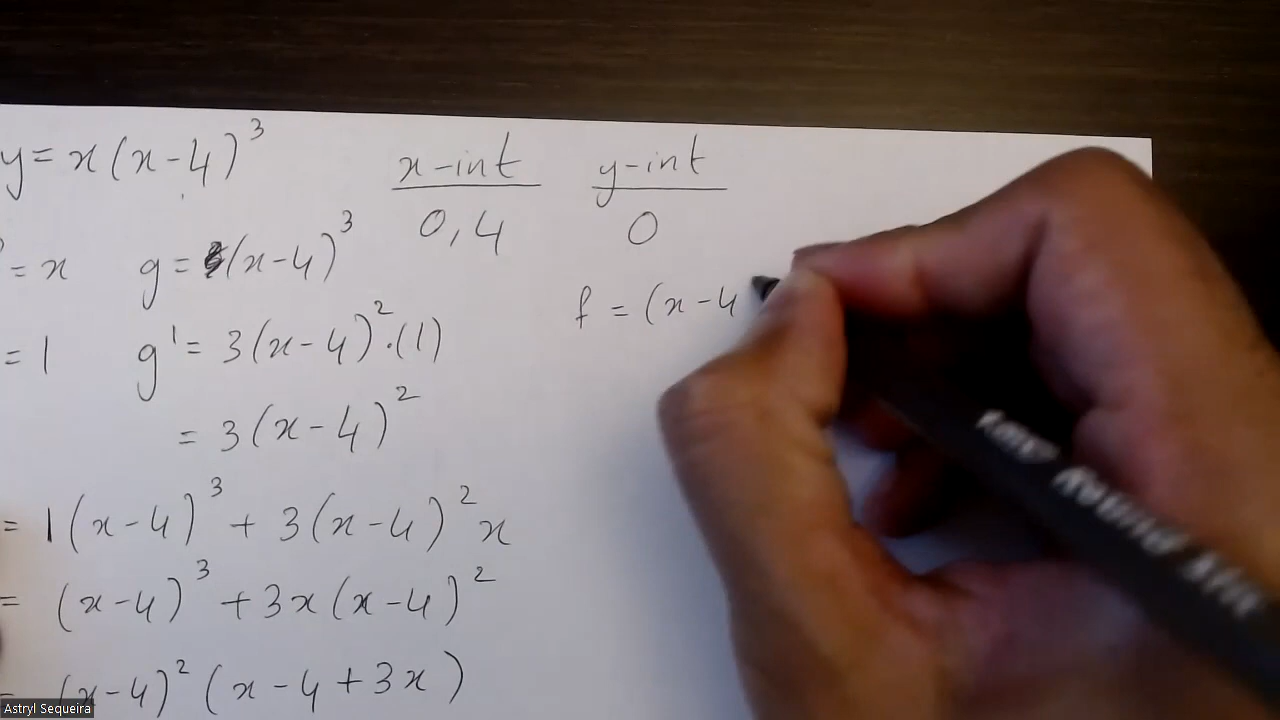 y = x(x-4)^3
x-int
y-int
0,4
0
= x
g = (x-4)^3
f = (x-4
= 1
g' = 3(x-4)^2 . (1)
= 3(x-4)^2
= 1(x-4)^3 + 3(x-4)^2 x
= (x-4)^3 + 3x(x-4)^2
= (x-4)^2 (x-4+3x)
Astryl Sequeira